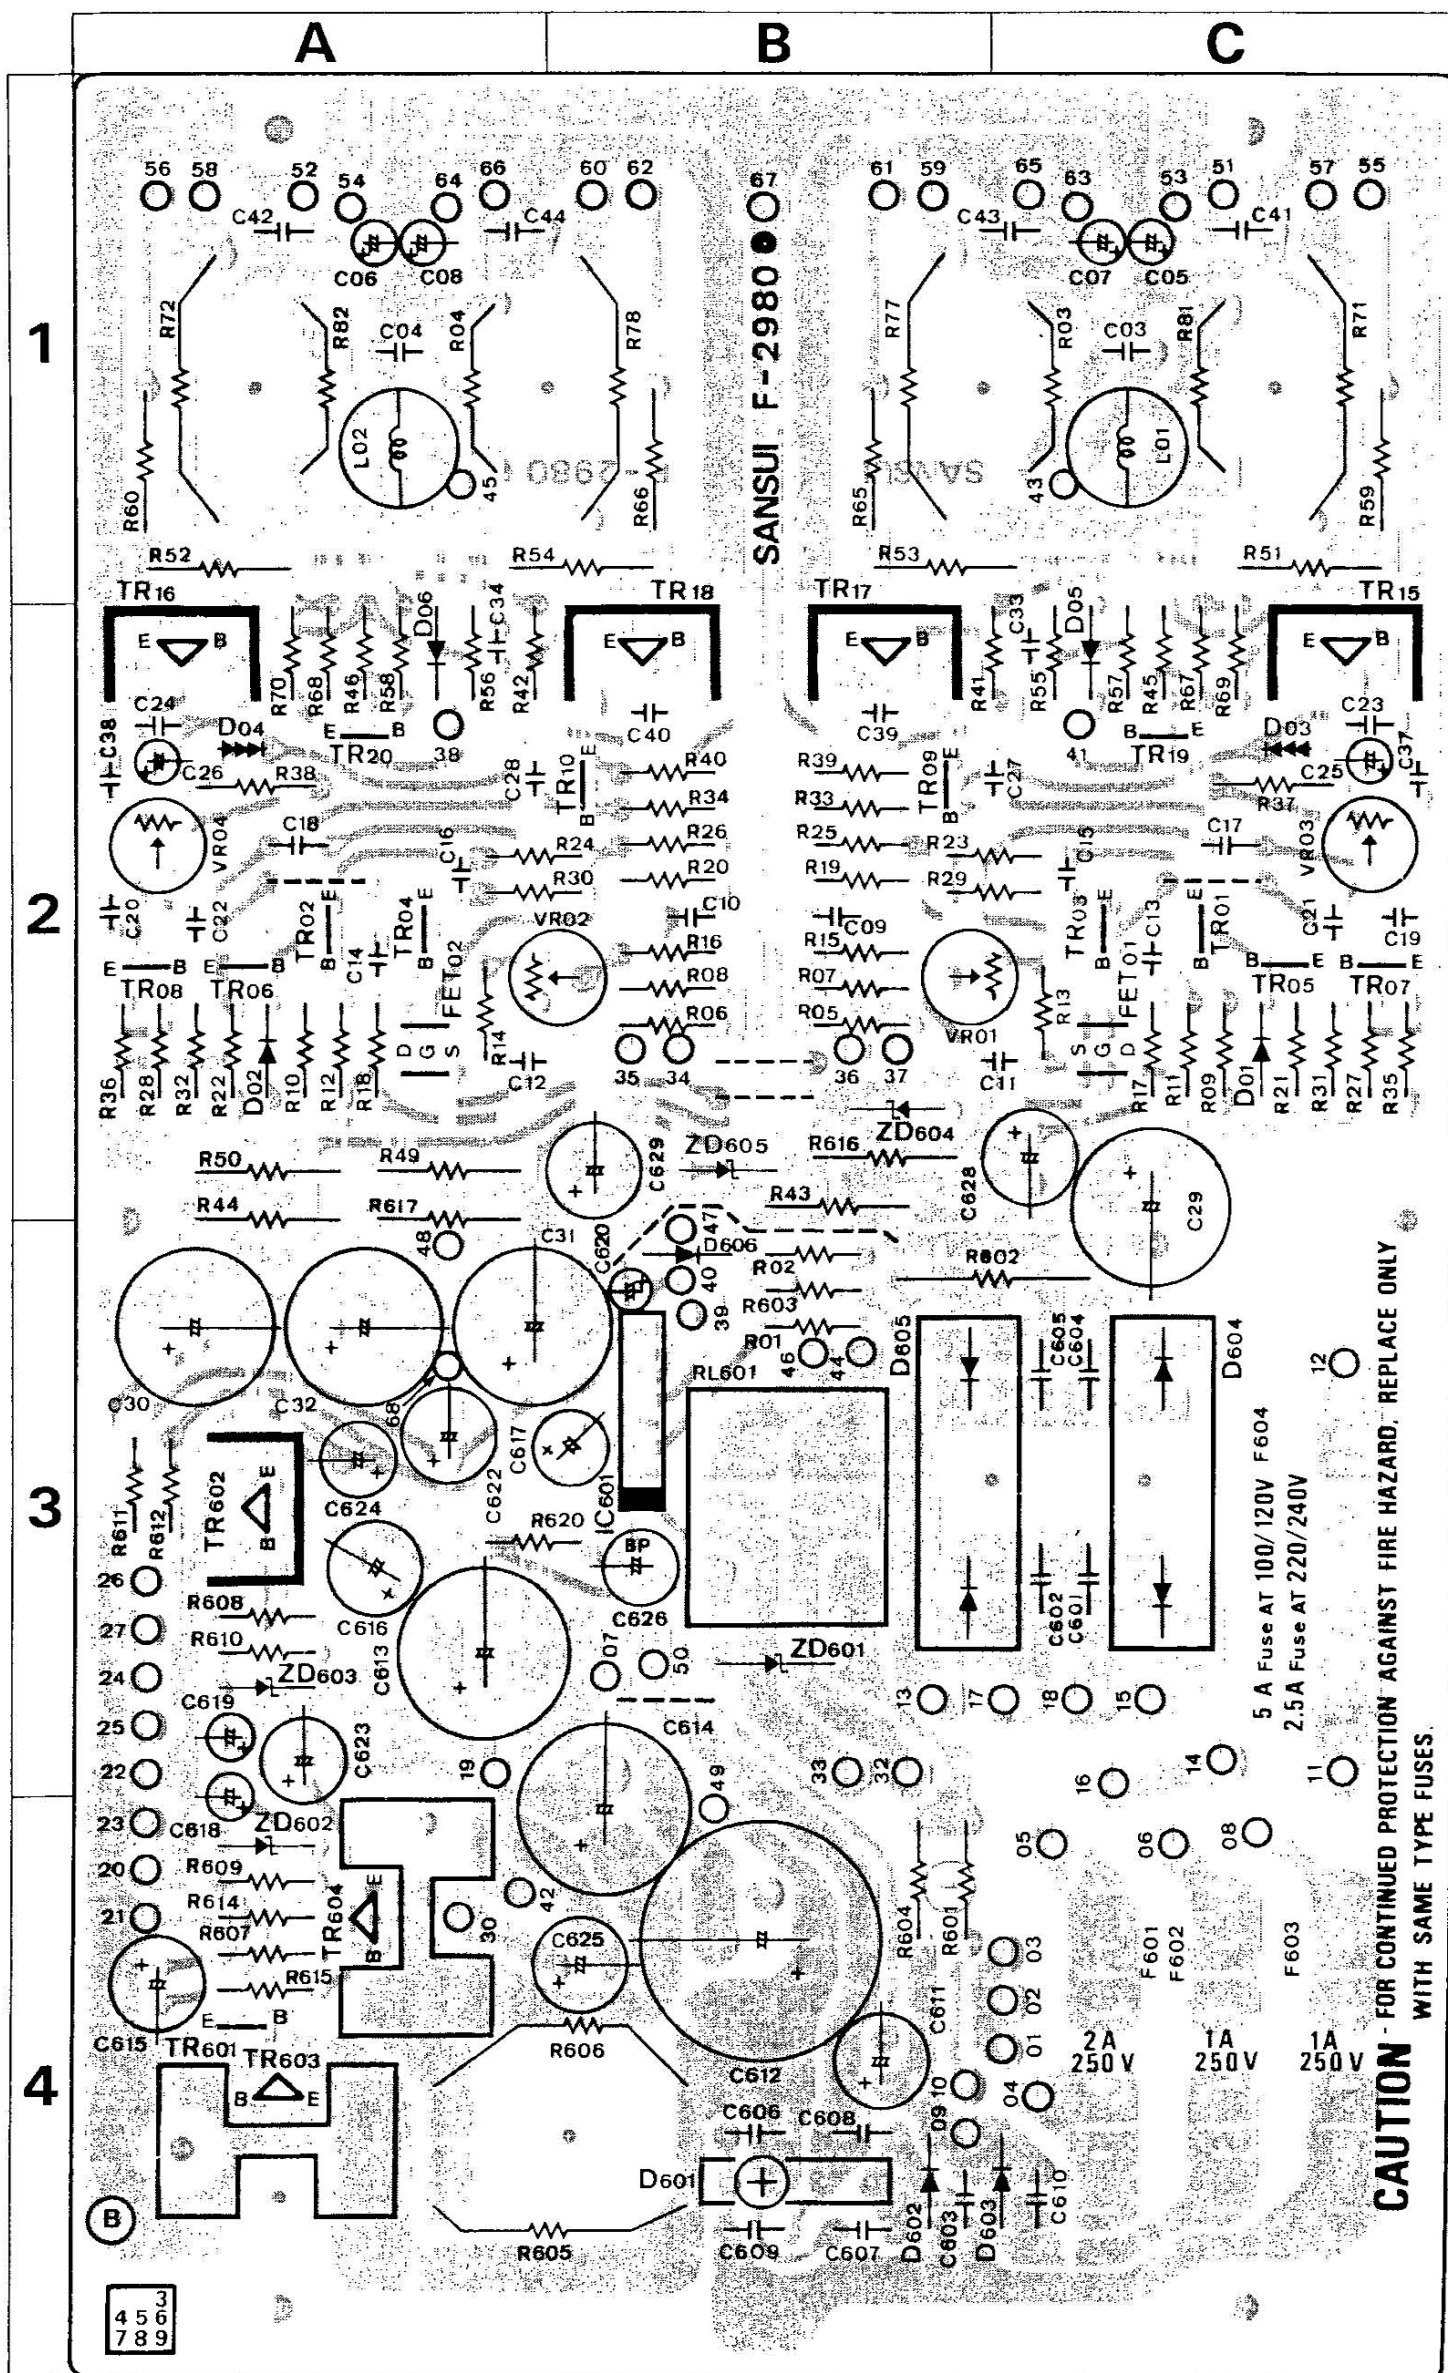 A B C
1
56 58 52 54 64 66 60 62 67 61 59 65 63 53 51 57 55
C42 C44 C43 C41
C06 C08 C07 C05
R72 R82 C04 R04 R78 R77 R03 C03 R81 R71
SANSUI F-2980
L02 L01
45 43
R60 R66 R65 R59
R52 R54 R53 R51
TR16 TR18 TR17 TR15
D06 C34 C33 D05
E B E B E B E B
R70 R68 R46 R58 R56 R42 R41 R55 R57 R45 R67 R69
2
C24 D04 E B 38 C40 C39 41 B E C23 D03
C38 C26 R38 TR20 C28 TR10 E B R40 R39 TR09 E B C27 TR19 C25 R37 C37
R34 R33
VR04 C18 C16 R24 R26 R25 R23 C15 C17 VR03
R30 R20 R19 R29
C20 C22 TR02 E B TR04 E B VR02 C10 C09 TR03 E B C13 TR01 E B C21 C19
C14 FET02 R16 R15 FET01
E B E B B E B E
TR08 TR06 R08 R07 TR05 TR07
R14 R06 R05 VR01 R13
D G S S G D
R36 R28 R32 R22 D02 R10 R12 R18 C12 35 34 36 37 C11 R17 R11 R09 D01 R21 R31 R27 R35
ZD605 ZD604
R50 R49 C629 R616 C628
R44 R617 R43 C29
3
48 C31 C620 47 D606 R02 R602
40 R603
39 R01 D605 C605 C604 D604
46 44 12
RL601
C30 C32 68 C617
R611 R612 TR602 E B C624 C622 R620 IC601
5A Fuse AT 100/120V F604
2.5A Fuse AT 220/240V
26 BP
R608 C616 C626 C602 C601
27 R610 C613 07 50 ZD601
24 ZD603
C619 13 17 18 15
25 C623 C614
22 19 33 32 16 14 11
49
4
23 C618 ZD602 05 06 08
20 R609
R614 TR604 E B 42
21 R607 30 C625 R604 R601 03 F601 F602 F603
R615 C611 02
C615 E B
TR601 TR603 R606 C612 01 2A 250V 1A 250V 1A 250V
B E 10 04
C606 C608 09
D601
D602 C603 D603 C610
B
R605 C609 C607
3
4 5 6
7 8 9
CAUTION - FOR CONTINUED PROTECTION AGAINST FIRE HAZARD, REPLACE ONLY
WITH SAME TYPE FUSES.